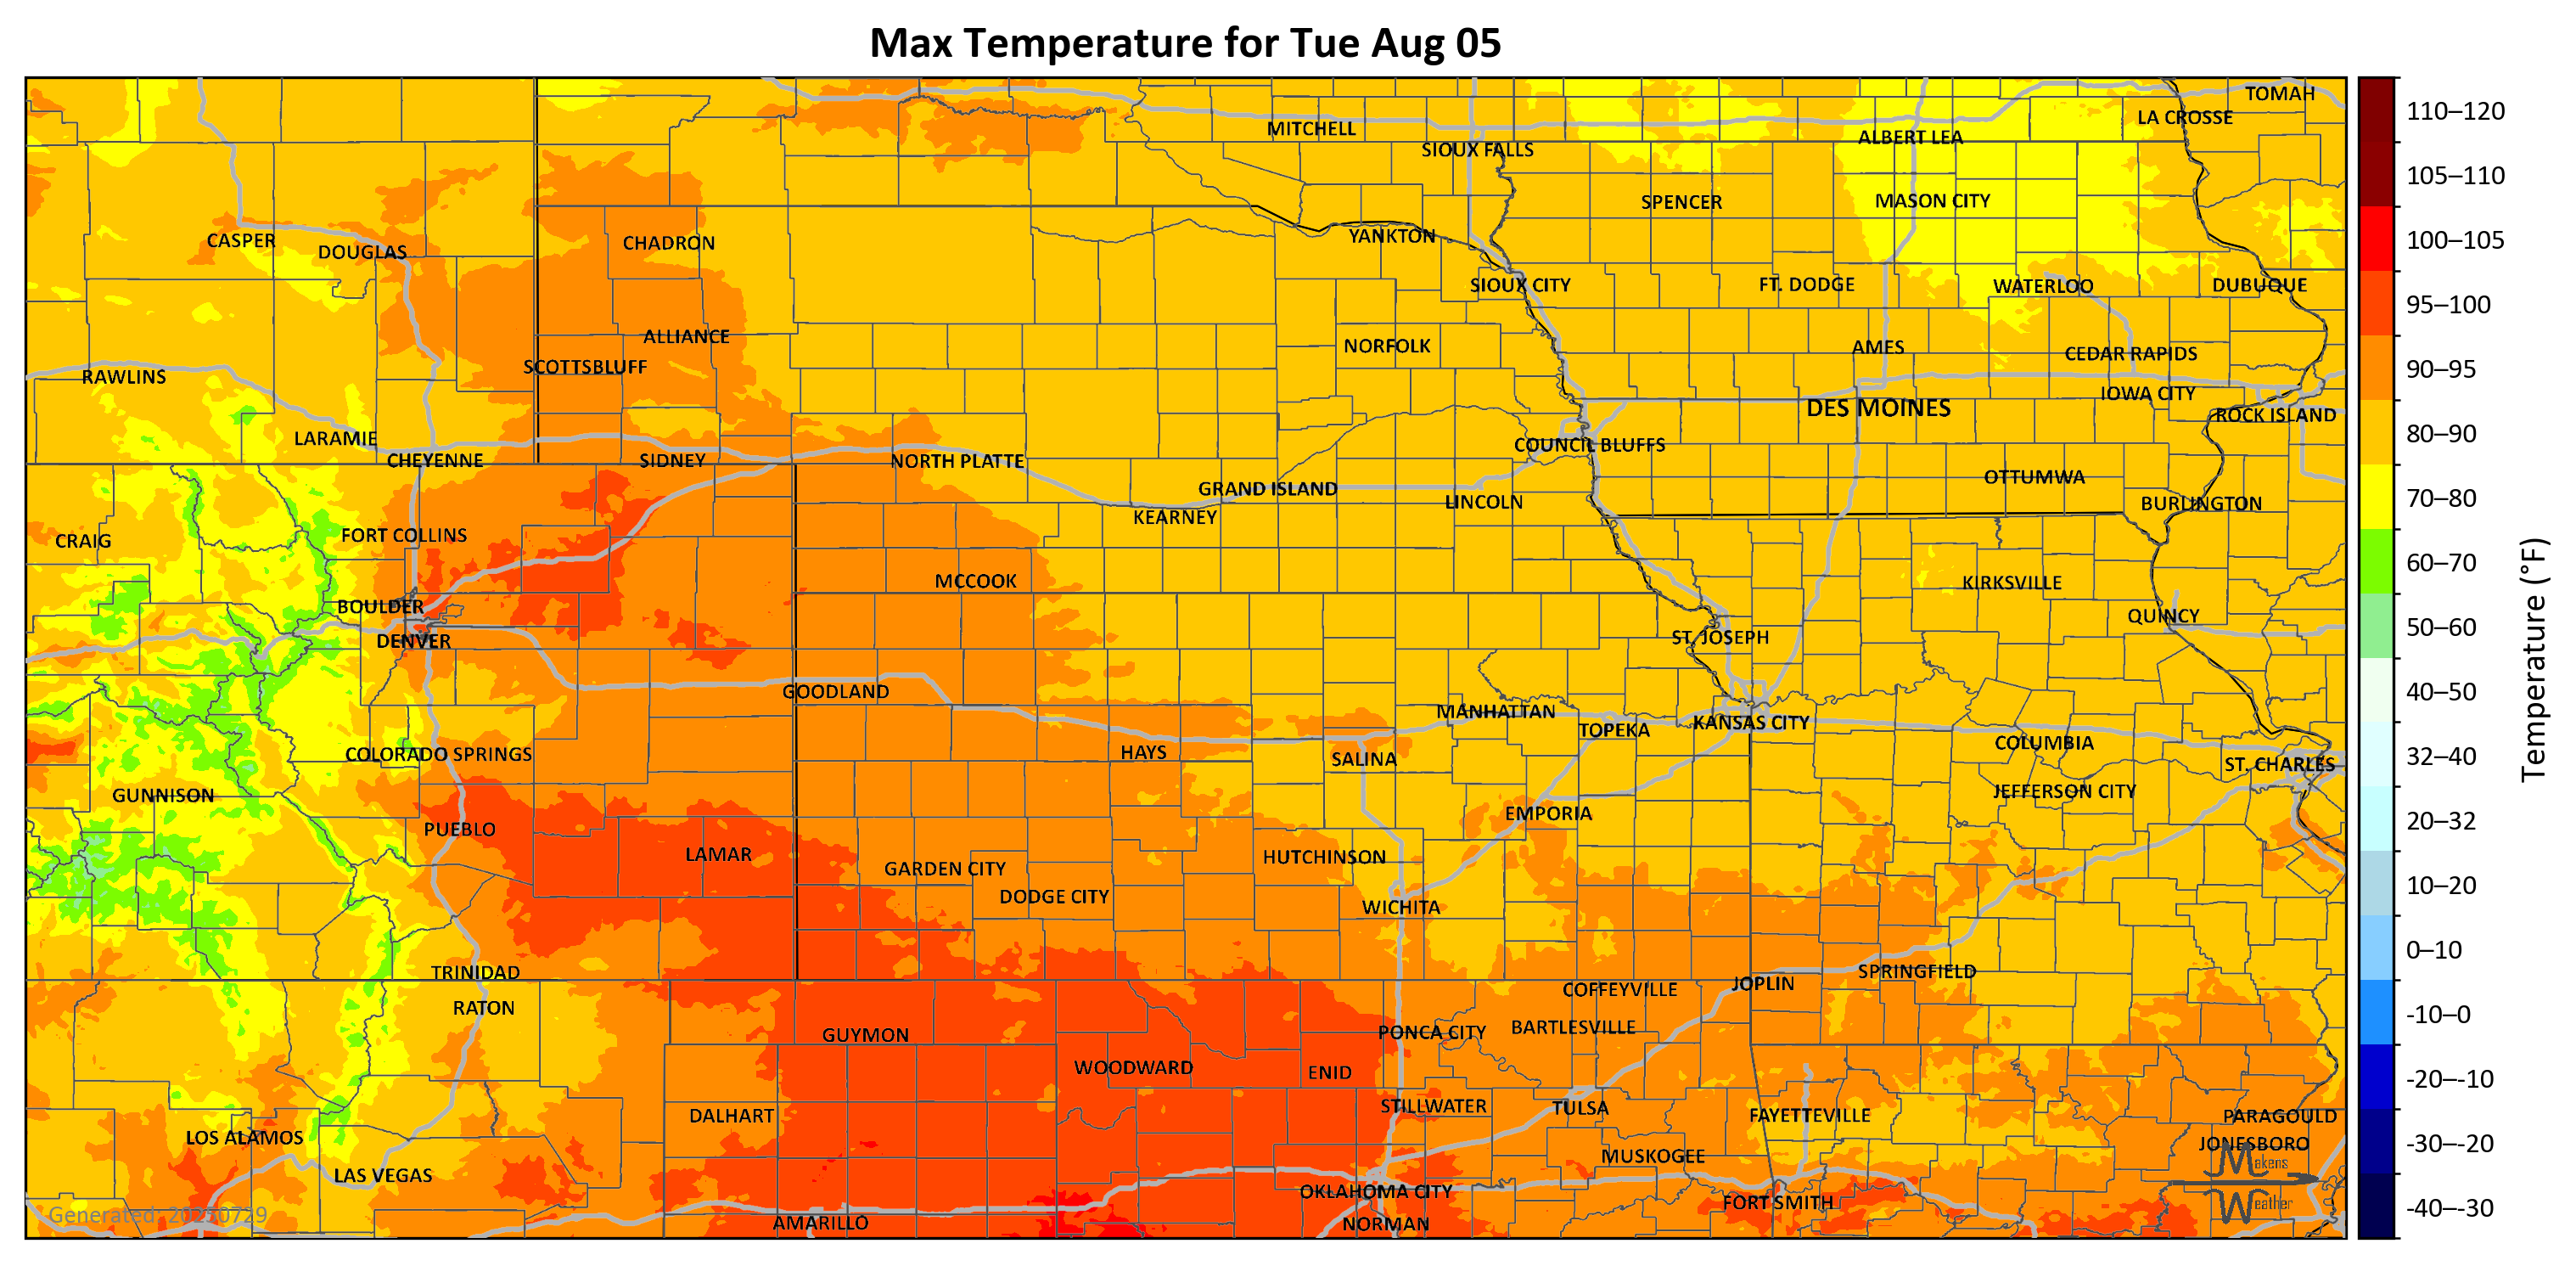 Max Temperature for Tue Aug 05
TOMAH
LA CROSSE
MITCHELL
ALBERT LEA
SIOUX FALLS
SPENCER
MASON CITY
YANKTON
CASPER
DOUGLAS
CHADRON
SIOUX CITY
FT. DODGE
WATERLOO
DUBUQUE
ALLIANCE
NORFOLK
AMES
CEDAR RAPIDS
SCOTTSBLUFF
RAWLINS
IOWA CITY
DES MOINES
ROCK ISLAND
LARAMIE
COUNCIL BLUFFS
CHEYENNE
SIDNEY
NORTH PLATTE
OTTUMWA
GRAND ISLAND
LINCOLN
BURLINGTON
KEARNEY
FORT COLLINS
CRAIG
MCCOOK
KIRKSVILLE
BOULDER
QUINCY
DENVER
ST. JOSEPH
GOODLAND
MANHATTAN
TOPEKA
KANSAS CITY
COLUMBIA
COLORADO SPRINGS
HAYS
SALINA
ST. CHARLES
GUNNISON
JEFFERSON CITY
EMPORIA
PUEBLO
LAMAR
HUTCHINSON
GARDEN CITY
DODGE CITY
WICHITA
TRINIDAD
SPRINGFIELD
JOPLIN
COFFEYVILLE
RATON
GUYMON
PONCA CITY
BARTLESVILLE
WOODWARD
ENID
STILLWATER
TULSA
DALHART
FAYETTEVILLE
PARAGOULD
LOS ALAMOS
JONESBORO
MUSKOGEE
LAS VEGAS
OKLAHOMA CITY
FORT SMITH
AMARILLO
NORMAN
Generated: 20250729
Makens
Weather
110–120
105–110
100–105
95–100
90–95
80–90
70–80
60–70
50–60
40–50
32–40
20–32
10–20
0–10
-10–0
-20–-10
-30–-20
-40–-30
Temperature (°F)